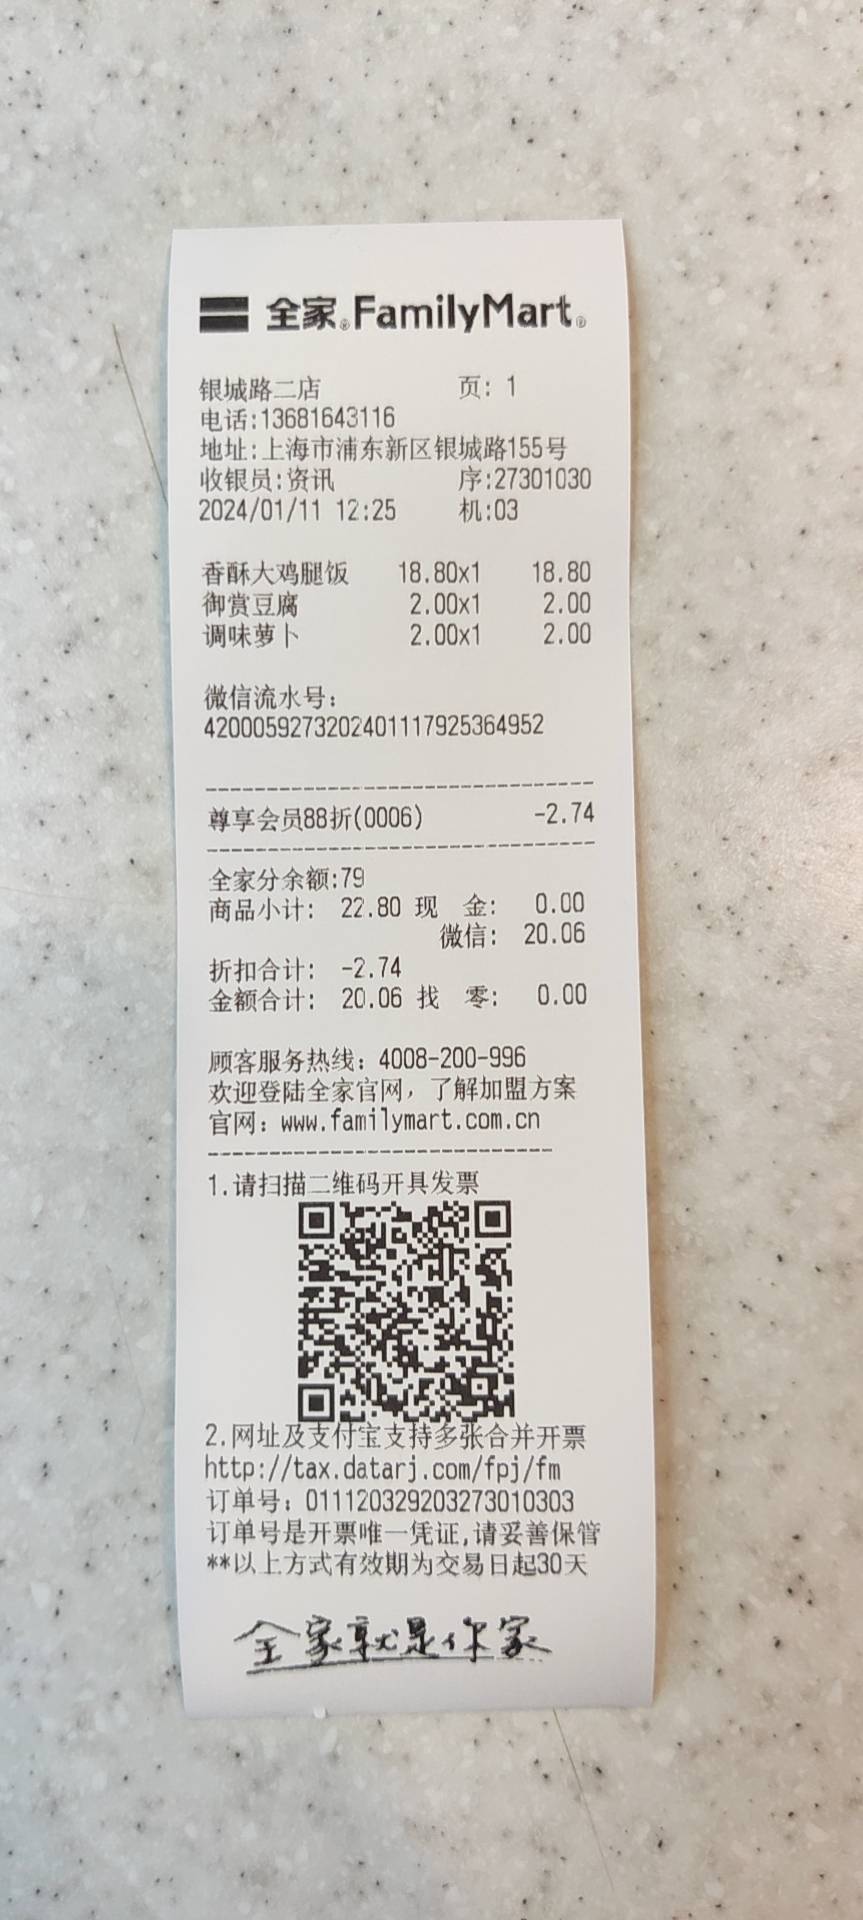 全家®FamilyMart®
银城路二店 页: 1
电话:13681643116
地址:上海市浦东新区银城路155号
收银员:资讯 序:27301030
2024/01/11 12:25 机:03
香酥大鸡腿饭 18.80x1 18.80
御赏豆腐 2.00x1 2.00
调味萝卜 2.00x1 2.00
微信流水号:
4200059273202401117925364952
尊享会员88折(0006) -2.74
全家分余额:79
商品小计: 22.80 现 金: 0.00
微信: 20.06
折扣合计: -2.74
金额合计: 20.06 找 零: 0.00
顾客服务热线: 4008-200-996
欢迎登陆全家官网，了解加盟方案
官网: www.familymart.com.cn
1.请扫描二维码开具发票
2.网址及支付宝支持多张合并开票
http://tax.datarj.com/fpj/fm
订单号: 011120329203273010303
订单号是开票唯一凭证,请妥善保管
**以上方式有效期为交易日起30天
全家就是你家